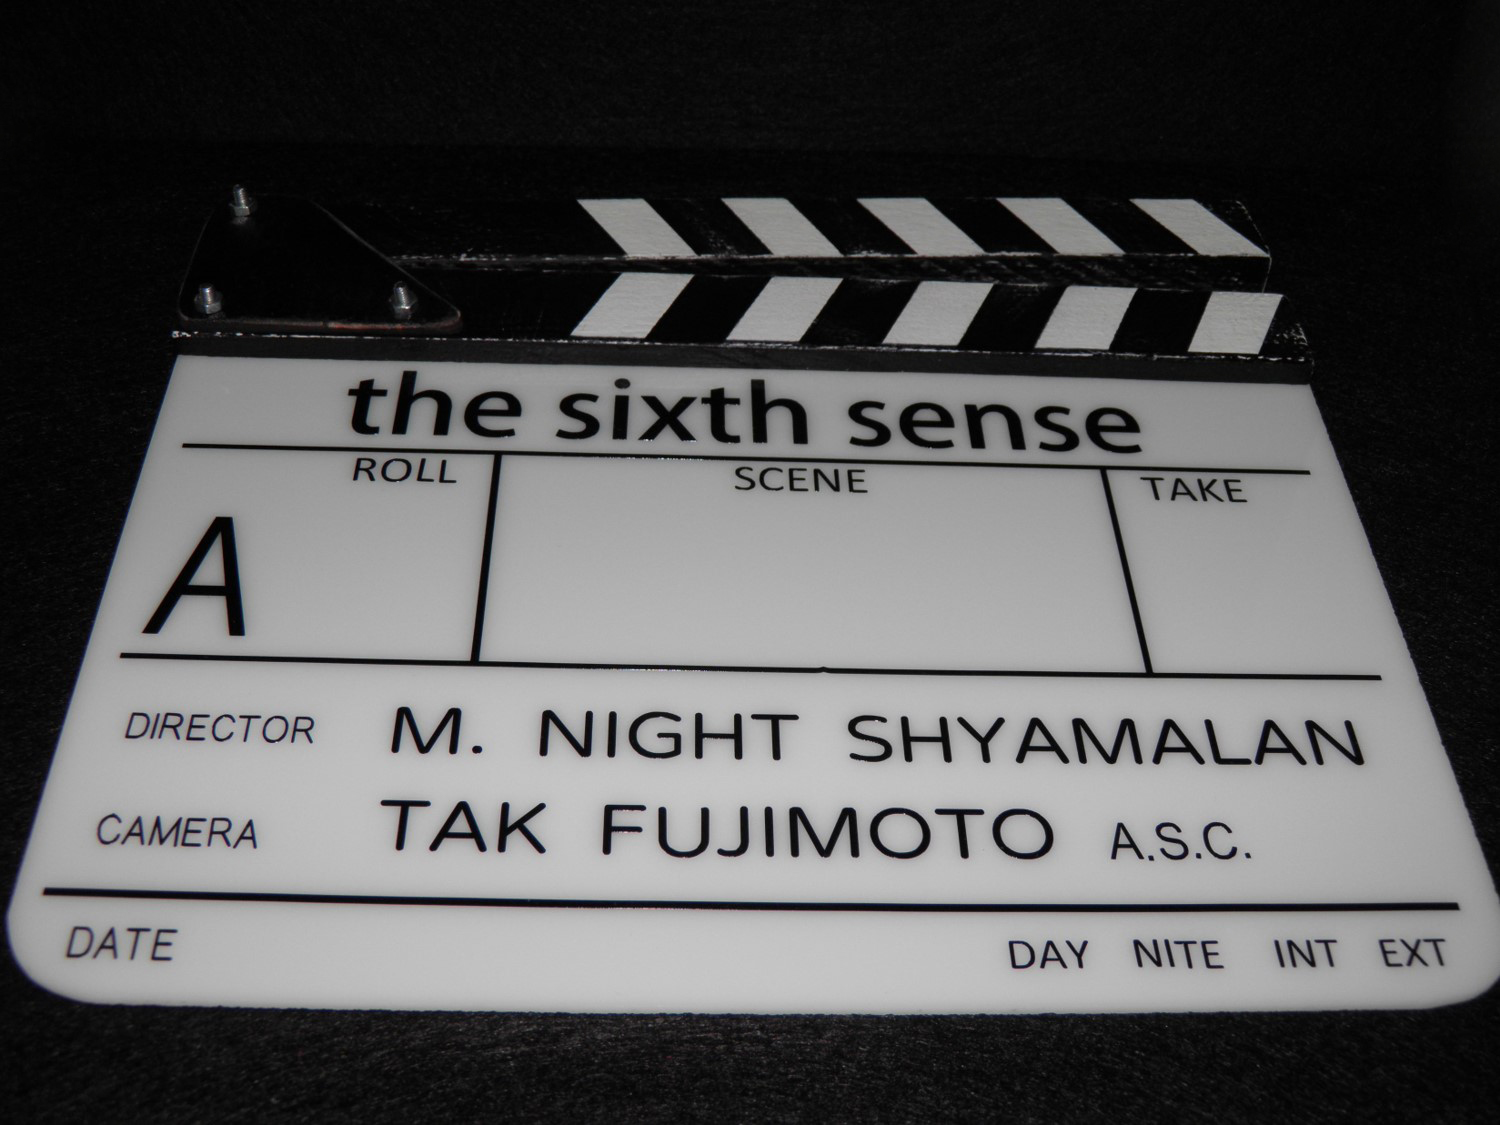 the sixth sense
ROLL SCENE TAKE
A
DIRECTOR M. NIGHT SHYAMALAN
CAMERA TAK FUJIMOTO A.S.C.
DATE DAY NITE INT EXT